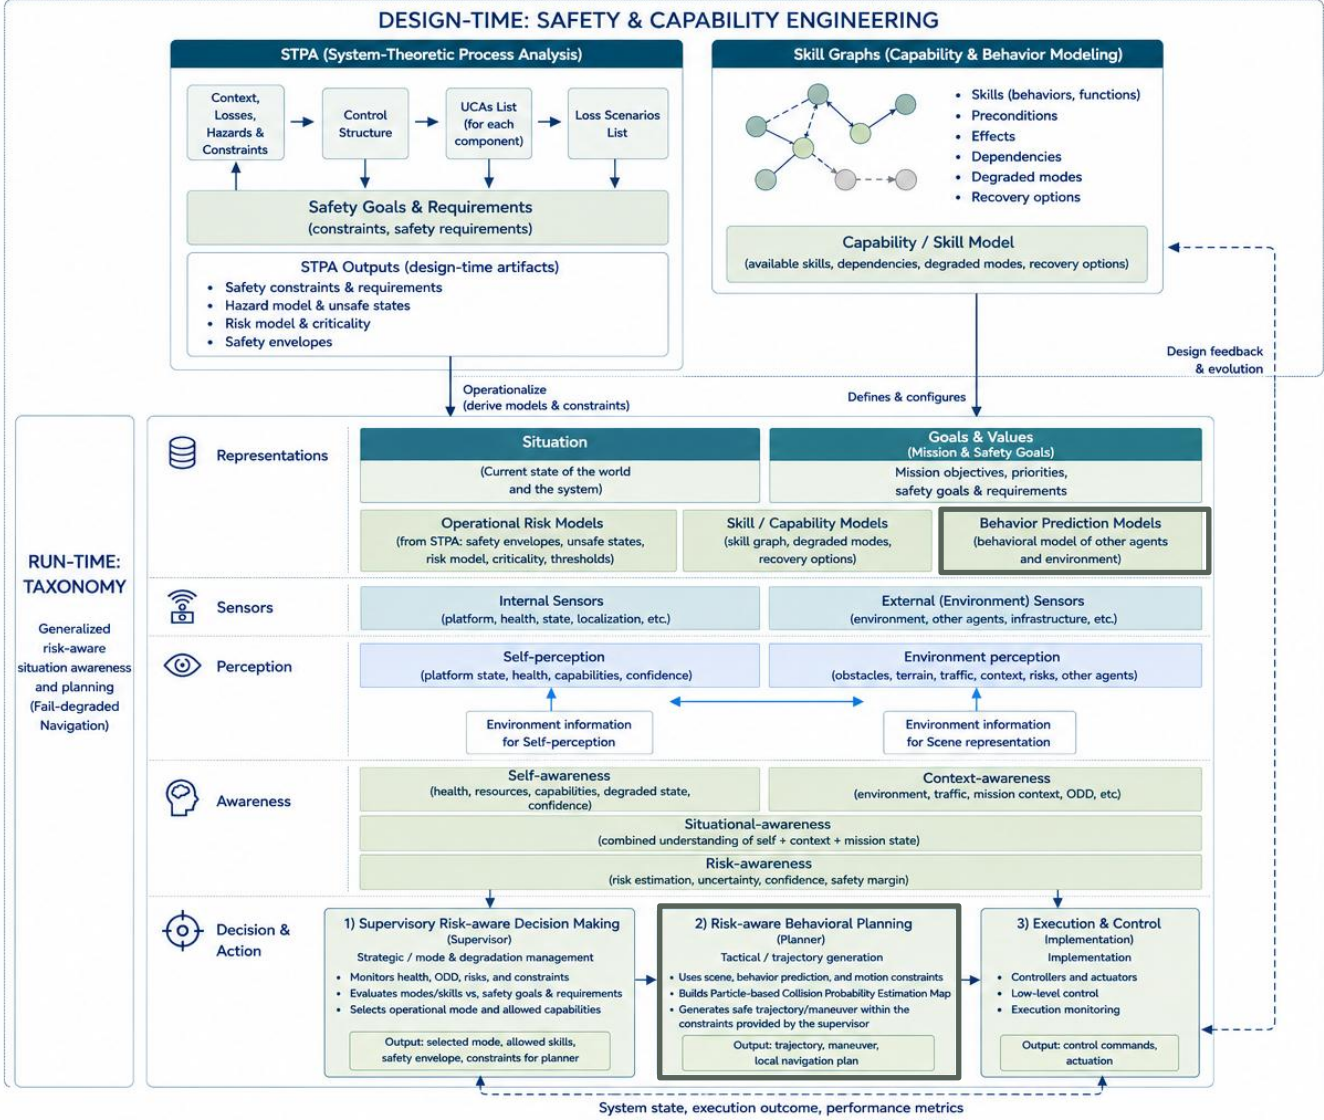 DESIGN-TIME: SAFETY & CAPABILITY ENGINEERING
STPA (System-Theoretic Process Analysis)
Context,
Losses,
Hazards &
Constraints
Control
Structure
UCAs List
(for each
component)
Loss Scenarios
List
Safety Goals & Requirements
(constraints, safety requirements)
STPA Outputs (design-time artifacts)
• Safety constraints & requirements
• Hazard model & unsafe states
• Risk model & criticality
• Safety envelopes
Skill Graphs (Capability & Behavior Modeling)
• Skills (behaviors, functions)
• Preconditions
• Effects
• Dependencies
• Degraded modes
• Recovery options
Capability / Skill Model
(available skills, dependencies, degraded modes, recovery options)
Design feedback
& evolution
Operationalize
(derive models & constraints)
Defines & configures
RUN-TIME:
TAXONOMY
Generalized
risk-aware
situation awareness
and planning
(Fail-degraded
Navigation)
Representations
Situation
(Current state of the world
and the system)
Goals & Values
(Mission & Safety Goals)
Mission objectives, priorities,
safety goals & requirements
Operational Risk Models
(from STPA: safety envelopes, unsafe states,
risk model, criticality, thresholds)
Skill / Capability Models
(skill graph, degraded modes,
recovery options)
Behavior Prediction Models
(behavioral model of other agents
and environment)
Sensors
Internal Sensors
(platform, health, state, localization, etc.)
External (Environment) Sensors
(environment, other agents, infrastructure, etc.)
Perception
Self-perception
(platform state, health, capabilities, confidence)
Environment perception
(obstacles, terrain, traffic, context, risks, other agents)
Environment information
for Self-perception
Environment information
for Scene representation
Awareness
Self-awareness
(health, resources, capabilities, degraded state,
confidence)
Context-awareness
(environment, traffic, mission context, ODD, etc)
Situational-awareness
(combined understanding of self + context + mission state)
Risk-awareness
(risk estimation, uncertainty, confidence, safety margin)
Decision &
Action
1) Supervisory Risk-aware Decision Making
(Supervisor)
Strategic / mode & degradation management
• Monitors health, ODD, risks, and constraints
• Evaluates modes/skills vs, safety goals & requirements
• Selects operational mode and allowed capabilities
Output: selected mode, allowed skills,
safety envelope, constraints for planner
2) Risk-aware Behavioral Planning
(Planner)
Tactical / trajectory generation
• Uses scene, behavior prediction, and motion constraints
• Builds Particle-based Collision Probability Estimation Map
• Generates safe trajectory/maneuver within the
constraints provided by the supervisor
Output: trajectory, maneuver,
local navigation plan
3) Execution & Control
(Implementation)
Implementation
• Controllers and actuators
• Low-level control
• Execution monitoring
Output: control commands,
actuation
System state, execution outcome, performance metrics